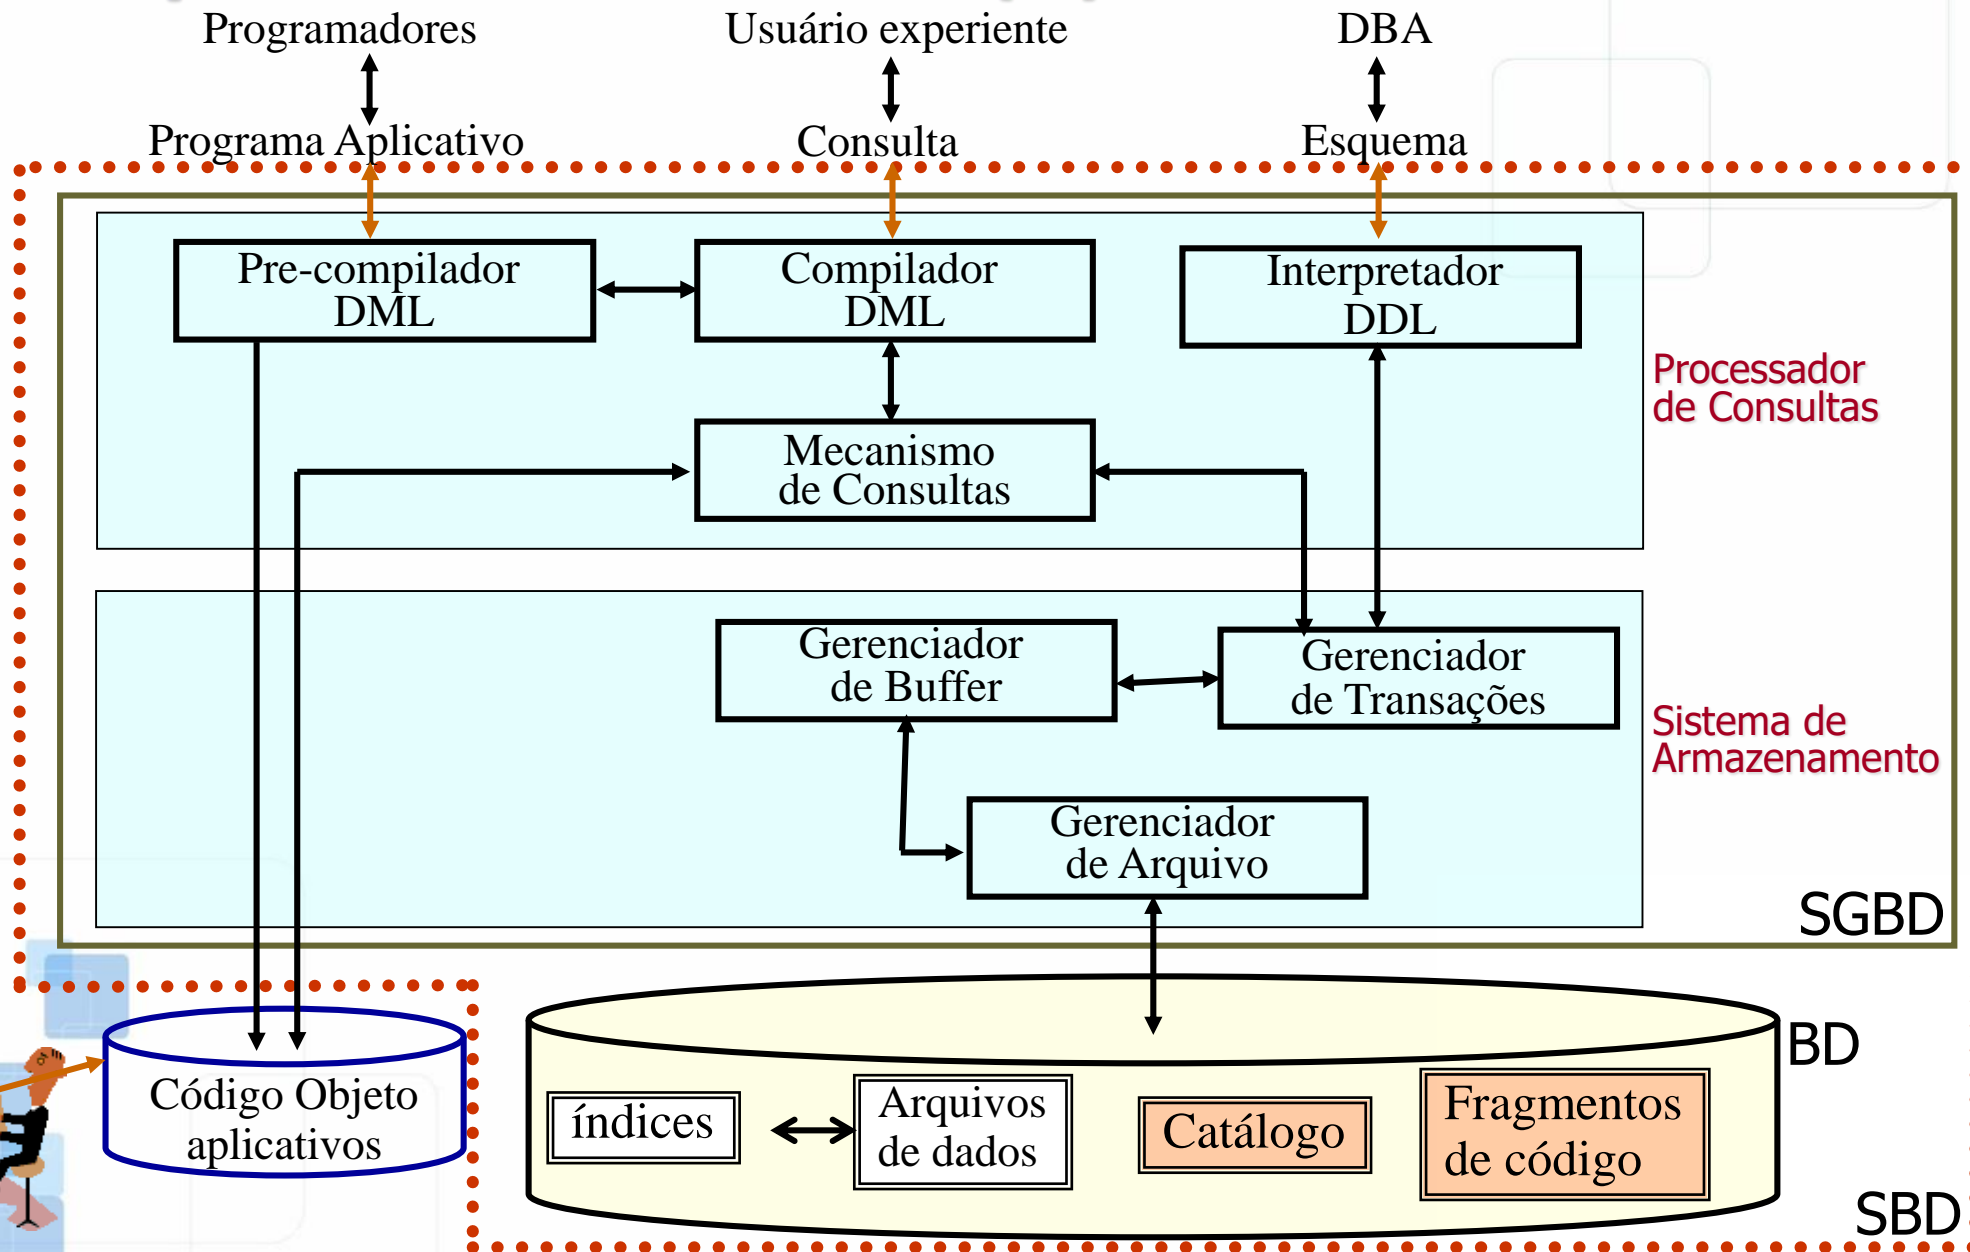 Programadores
Usuário experiente
DBA
Programa Aplicativo
Consulta
Esquema
Pre-compilador
DML
Compilador
DML
Interpretador
DDL
Processador
de Consultas
Mecanismo
de Consultas
Gerenciador
de Buffer
Gerenciador
de Transações
Sistema de
Armazenamento
Gerenciador
de Arquivo
SGBD
BD
Código Objeto
aplicativos
índices
Arquivos
de dados
Catálogo
Fragmentos
de código
SBD